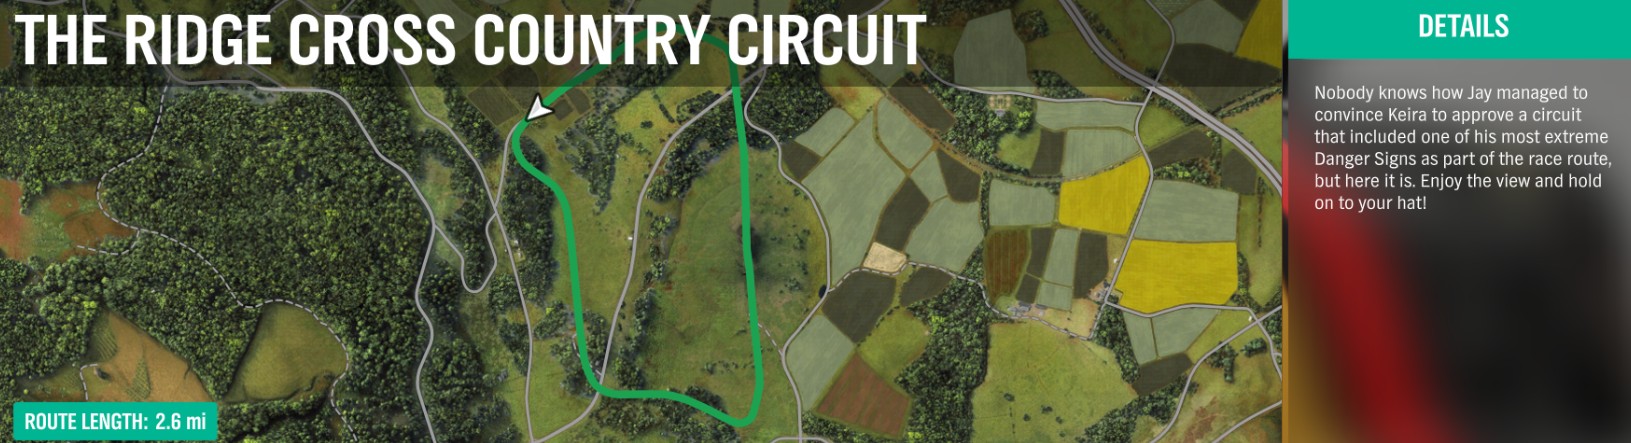 THE RIDGE CROSS COUNTRY CIRCUIT
DETAILS
Nobody knows how Jay managed to
convince Keira to approve a circuit
that included one of his most extreme
Danger Signs as part of the race route,
but here it is. Enjoy the view and hold
on to your hat!
ROUTE LENGTH: 2.6 mi